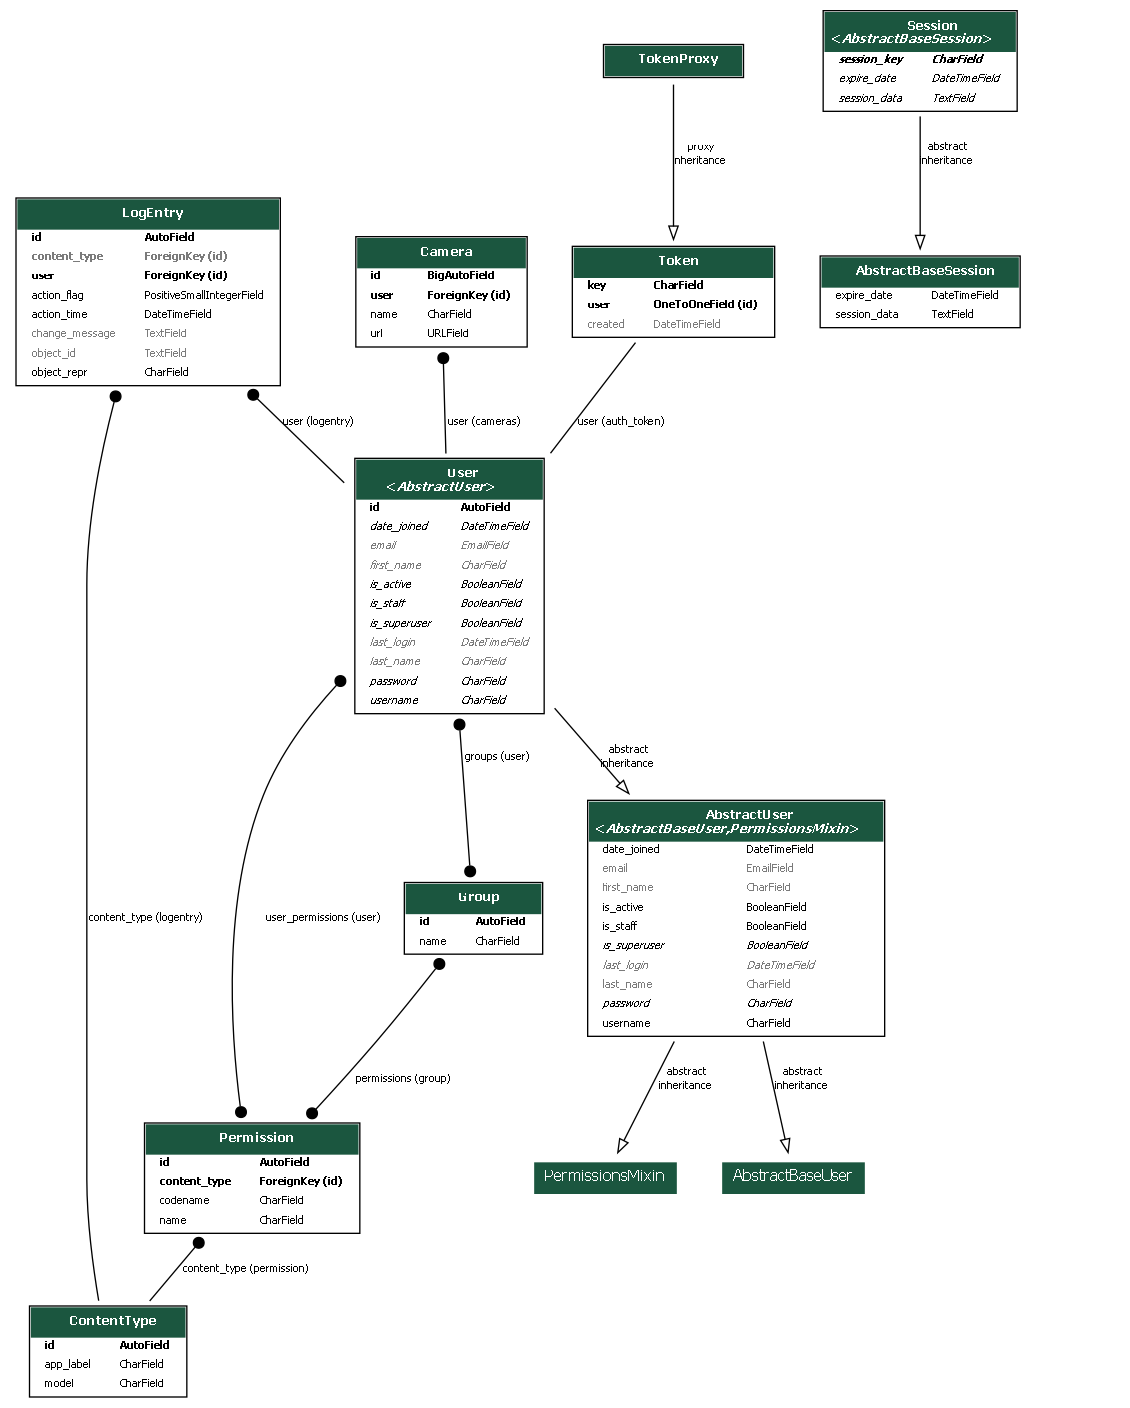 Session
<AbstractBaseSession>
session_key CharField
expire_date DateTimeField
session_data TextField
TokenProxy
proxy
inheritance
abstract
inheritance
LogEntry
id AutoField
content_type ForeignKey (id)
user ForeignKey (id)
action_flag PositiveSmallIntegerField
action_time DateTimeField
change_message TextField
object_id TextField
object_repr CharField
Camera
id BigAutoField
user ForeignKey (id)
name CharField
url URLField
Token
key CharField
user OneToOneField (id)
created DateTimeField
AbstractBaseSession
expire_date DateTimeField
session_data TextField
user (logentry)
user (cameras)
user (auth_token)
User
<AbstractUser>
id AutoField
date_joined DateTimeField
email EmailField
first_name CharField
is_active BooleanField
is_staff BooleanField
is_superuser BooleanField
last_login DateTimeField
last_name CharField
password CharField
username CharField
groups (user)
abstract
inheritance
AbstractUser
<AbstractBaseUser,PermissionsMixin>
date_joined DateTimeField
email EmailField
first_name CharField
is_active BooleanField
is_staff BooleanField
is_superuser BooleanField
last_login DateTimeField
last_name CharField
password CharField
username CharField
content_type (logentry)
user_permissions (user)
Group
id AutoField
name CharField
permissions (group)
abstract
inheritance
abstract
inheritance
Permission
id AutoField
content_type ForeignKey (id)
codename CharField
name CharField
PermissionsMixin
AbstractBaseUser
content_type (permission)
ContentType
id AutoField
app_label CharField
model CharField